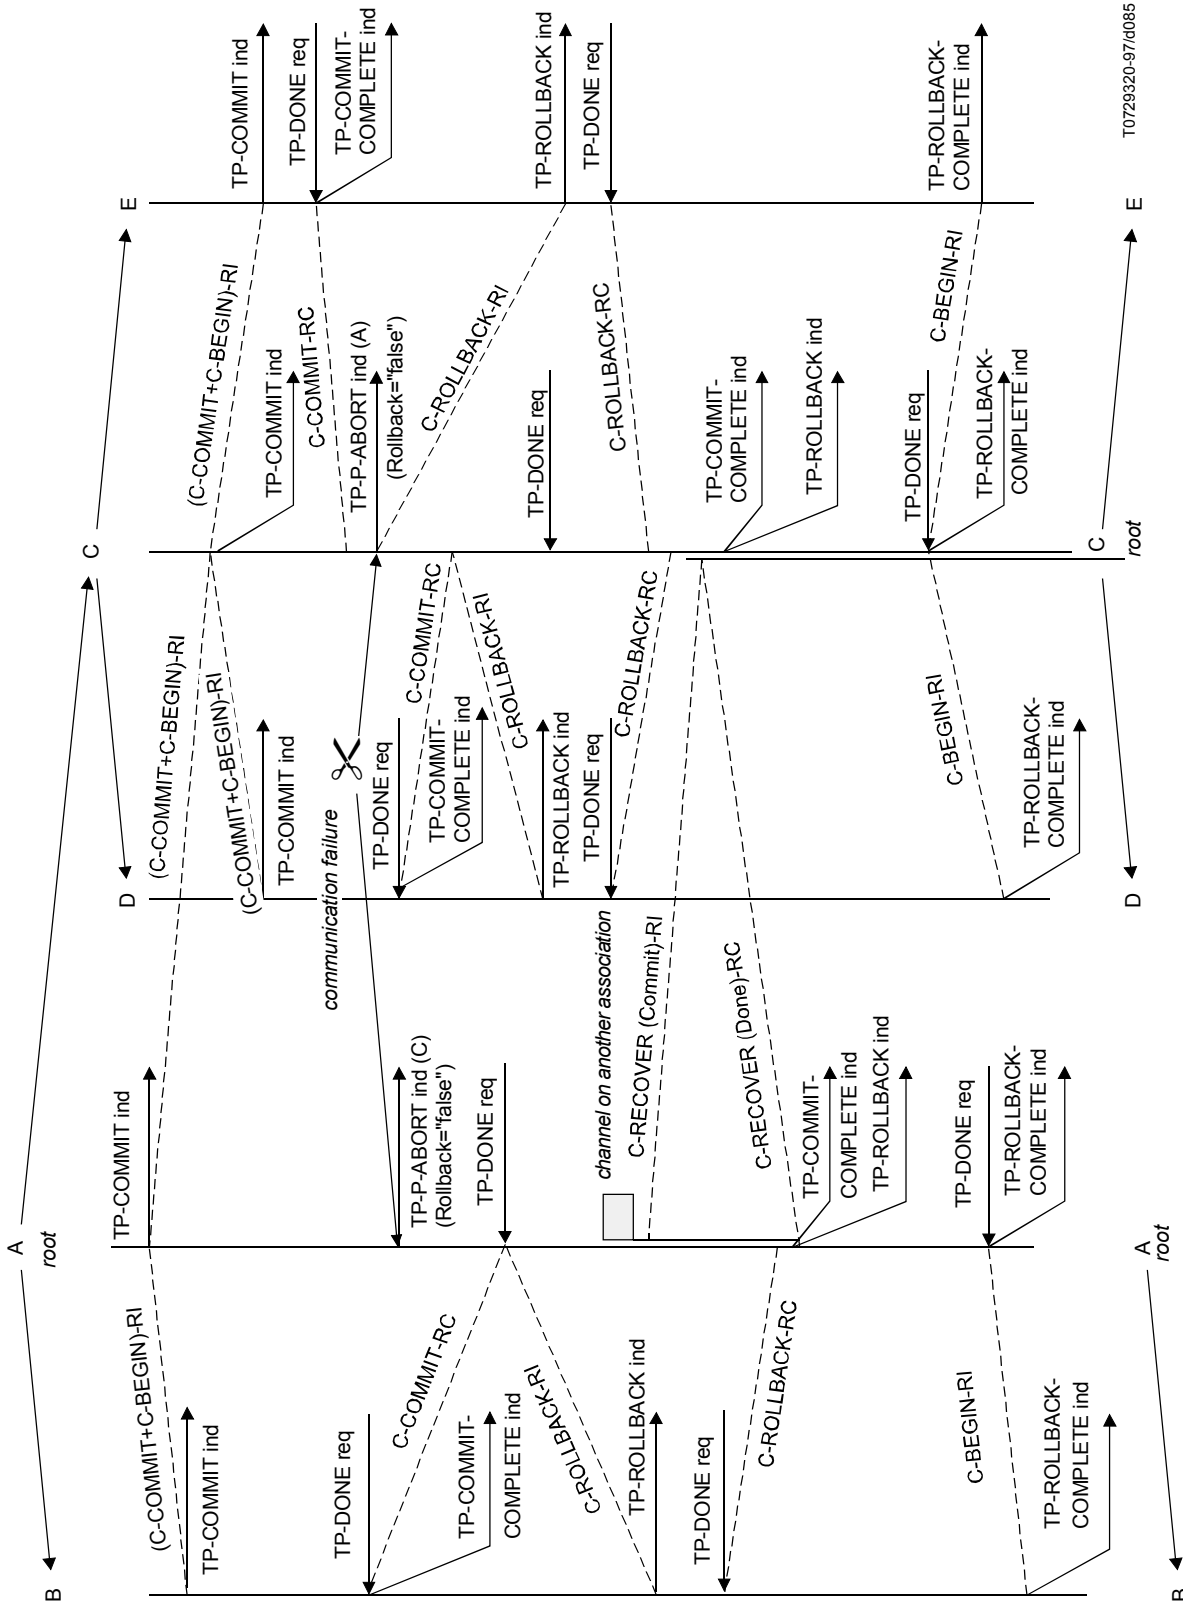 A
root
B
C
D
E
(C-COMMIT+C-BEGIN)-RI
TP-COMMIT ind
TP-DONE req
C-COMMIT-RC
TP-COMMIT-
COMPLETE ind
C-ROLLBACK-RI
TP-ROLLBACK ind
TP-DONE req
C-ROLLBACK-RC
C-BEGIN-RI
TP-ROLLBACK-
COMPLETE ind
TP-COMMIT ind
TP-P-ABORT ind (C)
(Rollback="false")
TP-DONE req
channel on another association
C-RECOVER (Commit)-RI
C-RECOVER (Done)-RC
TP-COMMIT-
COMPLETE ind
TP-ROLLBACK ind
TP-DONE req
TP-ROLLBACK-
COMPLETE ind
(C-COMMIT+C-BEGIN)-RI
(C-COMMIT+C-BEGIN)-RI
TP-COMMIT ind
communication failure
TP-DONE req
C-COMMIT-RC
TP-COMMIT-
COMPLETE ind
C-ROLLBACK-RI
TP-ROLLBACK ind
TP-DONE req
C-ROLLBACK-RC
C-BEGIN-RI
TP-ROLLBACK-
COMPLETE ind
(C-COMMIT+C-BEGIN)-RI
TP-COMMIT ind
C-COMMIT-RC
TP-P-ABORT ind (A)
(Rollback="false")
C-ROLLBACK-RI
TP-DONE req
C-ROLLBACK-RC
TP-COMMIT-
COMPLETE ind
TP-ROLLBACK ind
TP-DONE req
C-BEGIN-RI
TP-ROLLBACK-
COMPLETE ind
TP-COMMIT ind
TP-DONE req
TP-COMMIT-
COMPLETE ind
TP-ROLLBACK ind
TP-DONE req
TP-ROLLBACK-
COMPLETE ind
B
A
root
D
C
root
E
T0729320-97/d085